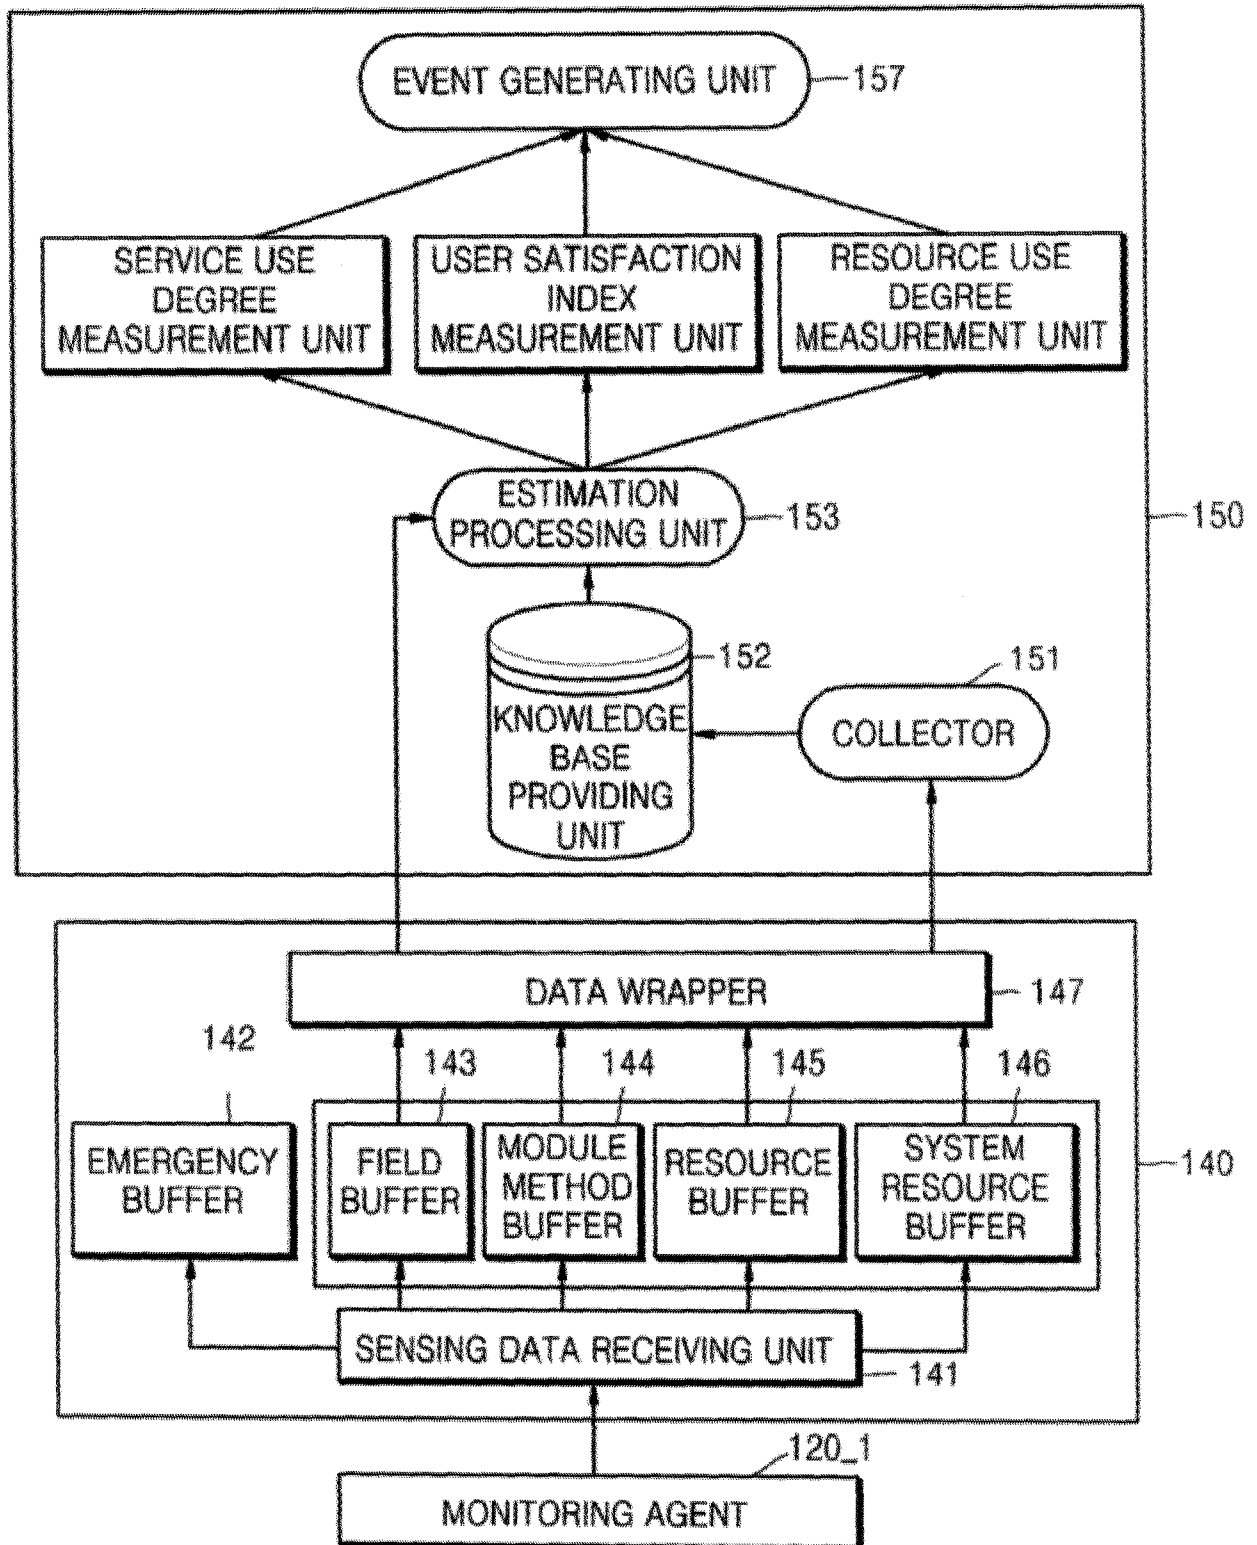 EVENT GENERATING UNIT
157
SERVICE USE
DEGREE
MEASUREMENT UNIT
USER SATISFACTION
INDEX
MEASUREMENT UNIT
RESOURCE USE
DEGREE
MEASUREMENT UNIT
ESTIMATION
PROCESSING UNIT
153
150
152
KNOWLEDGE
BASE
PROVIDING
UNIT
151
COLLECTOR
DATA WRAPPER
147
142
143
144
145
146
EMERGENCY
BUFFER
FIELD
BUFFER
MODULE
METHOD
BUFFER
RESOURCE
BUFFER
SYSTEM
RESOURCE
BUFFER
140
SENSING DATA RECEIVING UNIT
141
120_1
MONITORING AGENT